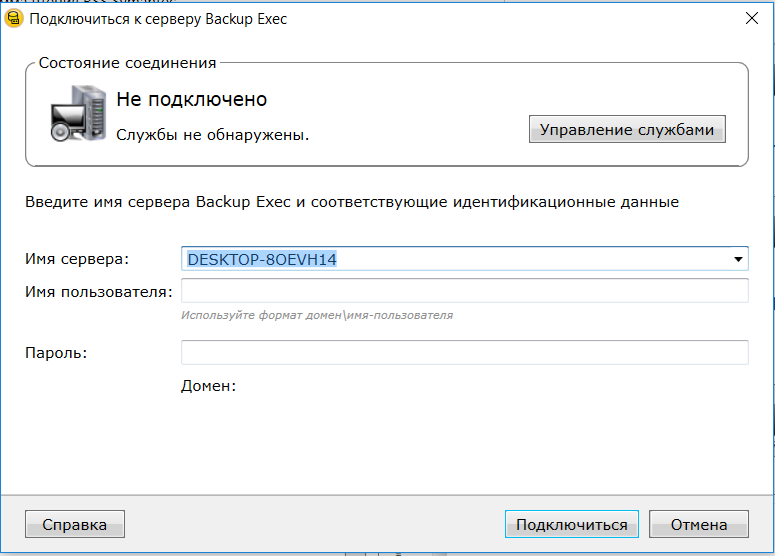 Подключиться к серверу Backup Exec
Состояние соединения
Не подключено
Службы не обнаружены.
Управление службами
Введите имя сервера Backup Exec и соответствующие идентификационные данные
Имя сервера: DESKTOP-8OEVH14
Имя пользователя:
Используйте формат домен\имя-пользователя
Пароль:
Домен:
Справка Подключиться Отмена